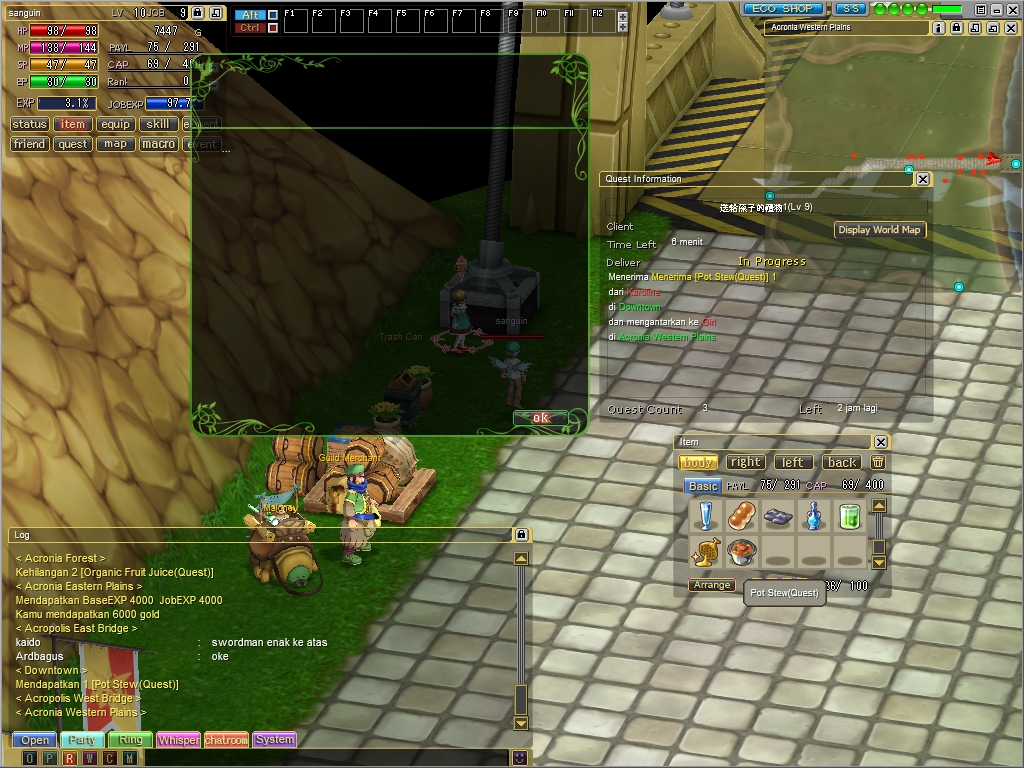 sanguin LV 10 JOB 9
HP 98/ 98 7447 G
MP 138/ 144 PAYL 75 / 291
SP 47/ 47 CAP 69 /
EP 30/ 30 Rank 0
EXP 3.1% JOBEXP 97.7
status item equip skill
friend quest map macro event ...
Alt F1 F2 F3 F4 F5 F6 F7 F8 F9 F10 F11 F12
Ctrl
ECO SHOP SS
Acronia Western Plains
Quest Information
送給孫子的禮物1(Lv 9)
Client
Display World Map
Time Left 6 menit
Deliver In Progress
Menerima Menerima [Pot Stew(Quest)] 1
dari Karoline
di Downtown
dan mengantarkan ke Girl
di Acronia Western Plains
Quest Count 3 Left 2 jam lagi
sanguin
Trash Can
ok
Guild Merchant
Maloney
Item
body right left back
Basic PAYL 75/ 291 CAP 69/ 400
Arrange / 100
Pot Stew(Quest)
Log
< Acronia Forest >
Kehilangan 2 [Organic Fruit Juice(Quest)]
< Acronia Eastern Plains >
Mendapatkan BaseEXP 4000 JobEXP 4000
Kamu mendapatkan 6000 gold
< Acropolis East Bridge >
kaido : swordman enak ke atas
Ardbagus : oke
< Downtown >
Mendapatkan 1 [Pot Stew(Quest)]
< Acropolis West Bridge >
< Acronia Western Plains >
Open Party Ring Whisper chatroom System
O P R W C M